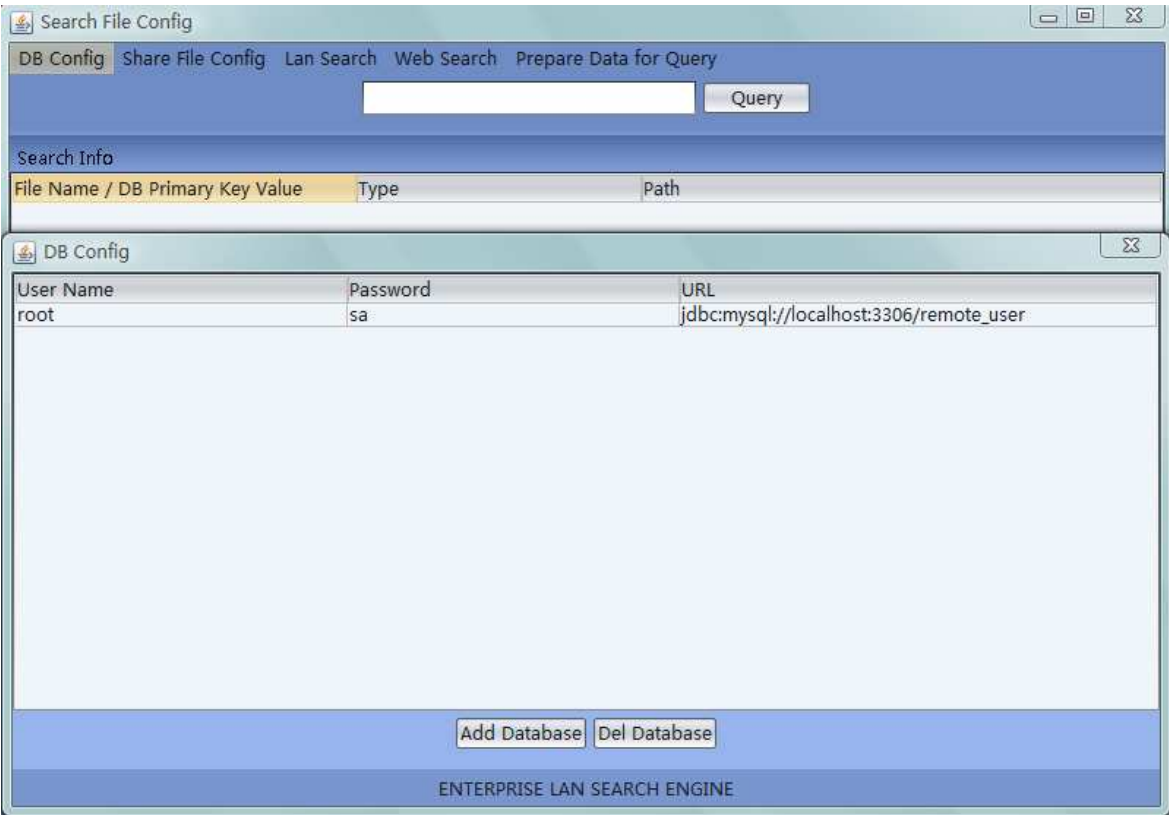 Search File Config
DB Config Share File Config Lan Search Web Search Prepare Data for Query
Query
Search Info
File Name / DB Primary Key Value Type Path
DB Config
User Name Password URL
root sa jdbc:mysql://localhost:3306/remote_user
Add Database Del Database
ENTERPRISE LAN SEARCH ENGINE